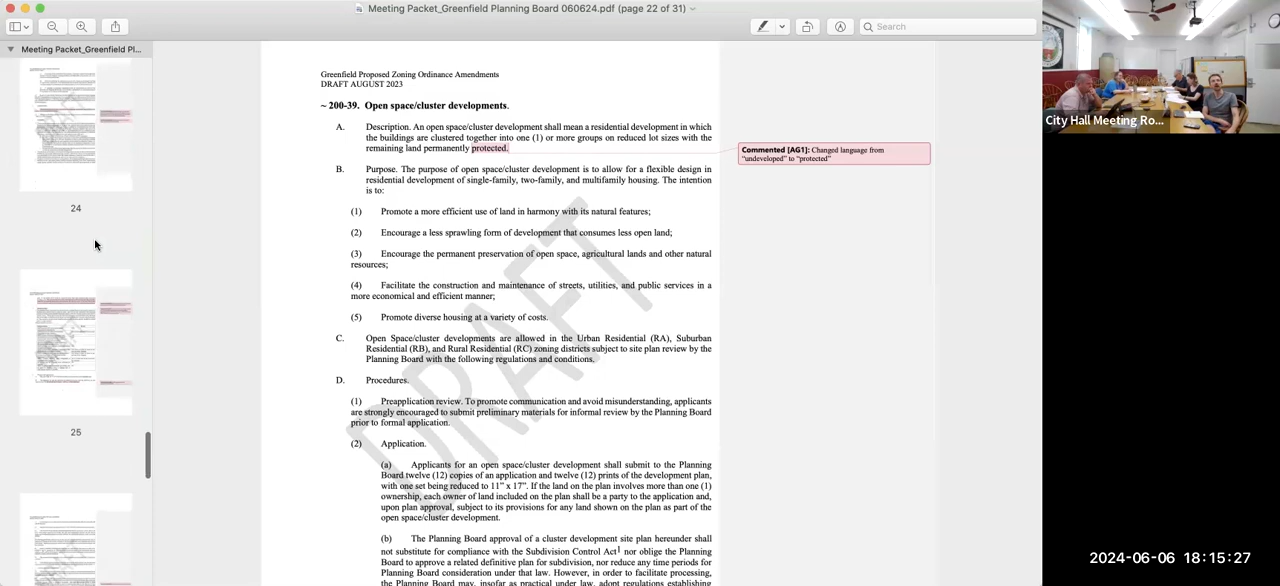 Meeting Packet_Greenfield Planning Board 060624.pdf (page 22 of 31)
Search
Meeting Packet_Greenfield Pl...
24
25
Greenfield Proposed Zoning Ordinance Amendments
DRAFT AUGUST 2023
~ 200-39. Open space/cluster developments.
A. Description. An open space/cluster development shall mean a residential development in which
the buildings are clustered together into one (1) or more groups on reduced lot sizes with the
remaining land permanently protected.
Commented [AG1]: Changed language from
"undeveloped" to "protected"
B. Purpose. The purpose of open space/cluster development is to allow for a flexible design in
residential development of single-family, two-family, and multifamily housing. The intention
is to:
(1) Promote a more efficient use of land in harmony with its natural features;
(2) Encourage a less sprawling form of development that consumes less open land;
(3) Encourage the permanent preservation of open space, agricultural lands and other natural
resources;
(4) Facilitate the construction and maintenance of streets, utilities, and public services in a
more economical and efficient manner;
(5) Promote diverse housing at a variety of costs.
C. Open Space/cluster developments are allowed in the Urban Residential (RA), Suburban
Residential (RB), and Rural Residential (RC) zoning districts subject to site plan review by the
Planning Board with the following regulations and conditions.
D. Procedures.
(1) Preapplication review. To promote communication and avoid misunderstanding, applicants
are strongly encouraged to submit preliminary materials for informal review by the Planning Board
prior to formal application.
(2) Application.
(a) Applicants for an open space/cluster development shall submit to the Planning
Board twelve (12) copies of an application and twelve (12) prints of the development plan,
with one set being reduced to 11" x 17". If the land on the plan involves more than one (1)
ownership, each owner of land included on the plan shall be a party to the application and,
upon plan approval, subject to its provisions for any land shown on the plan as part of the
open space/cluster development.
(b) The Planning Board approval of a cluster development site plan hereunder shall
not substitute for compliance with the Subdivision Control Act1 nor oblige the Planning
Board to approve a related definitive plan for subdivision, nor reduce any time periods for
Planning Board consideration under that law. However, in order to facilitate processing,
the Planning Board may, insofar as practical under law, adopt regulations establishing
DRAFT
City Hall Meeting Ro...
2024-06-06 18:15:27